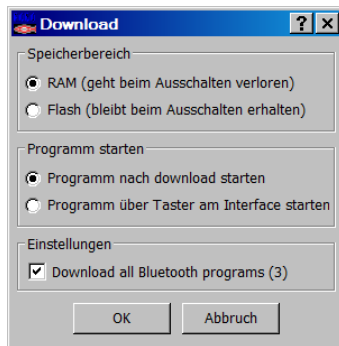 Download
Speicherbereich
RAM (geht beim Ausschalten verloren)
Flash (bleibt beim Ausschalten erhalten)
Programm starten
Programm nach download starten
Programm über Taster am Interface starten
Einstellungen
Download all Bluetooth programs (3)
OK Abbruch